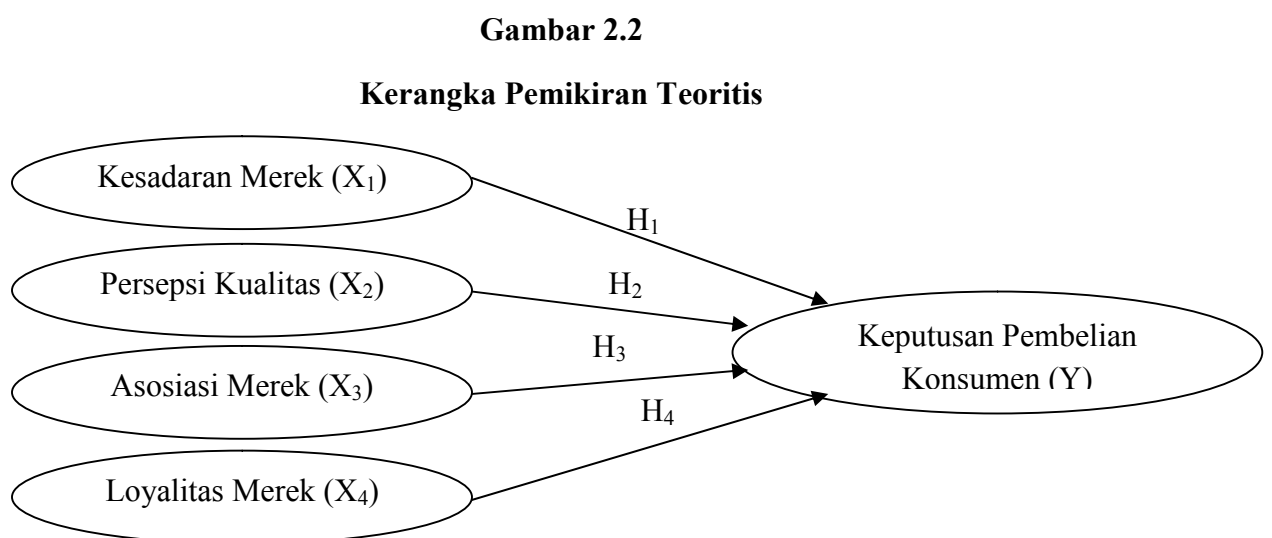 Gambar 2.2
Kerangka Pemikiran Teoritis
Kesadaran Merek (X₁)
H₁
Persepsi Kualitas (X₂)
H₂
Keputusan Pembelian
Konsumen (Y)
H₃
Asosiasi Merek (X₃)
H₄
Loyalitas Merek (X₄)